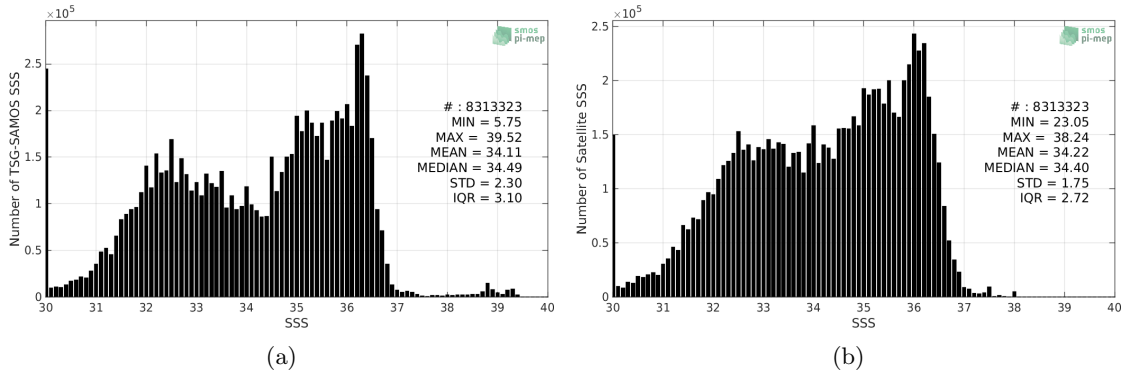 ×10⁵
Number of TSG-SAMOS SSS
2.5
2
1.5
1
0.5
0
30 31 32 33 34 35 36 37 38 39 40
SSS
smos
pi-mep
# : 8313323
MIN = 5.75
MAX = 39.52
MEAN = 34.11
MEDIAN = 34.49
STD = 2.30
IQR = 3.10
(a)
×10⁵
Number of Satellite SSS
2.5
2
1.5
1
0.5
0
30 31 32 33 34 35 36 37 38 39 40
SSS
smos
pi-mep
# : 8313323
MIN = 23.05
MAX = 38.24
MEAN = 34.22
MEDIAN = 34.40
STD = 1.75
IQR = 2.72
(b)